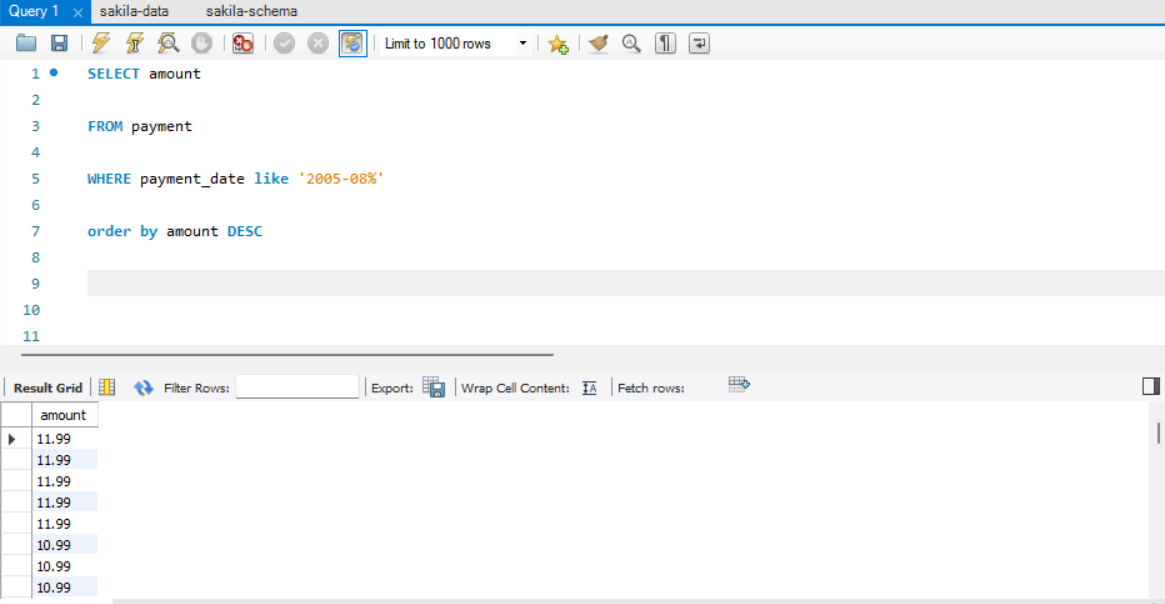 Query 1 × sakila-data sakila-schema
Limit to 1000 rows
1 SELECT amount
2
3 FROM payment
4
5 WHERE payment_date like '2005-08%'
6
7 order by amount DESC
8
9
10
11
Result Grid Filter Rows: Export: Wrap Cell Content: IA Fetch rows:
amount
11.99
11.99
11.99
11.99
11.99
10.99
10.99
10.99